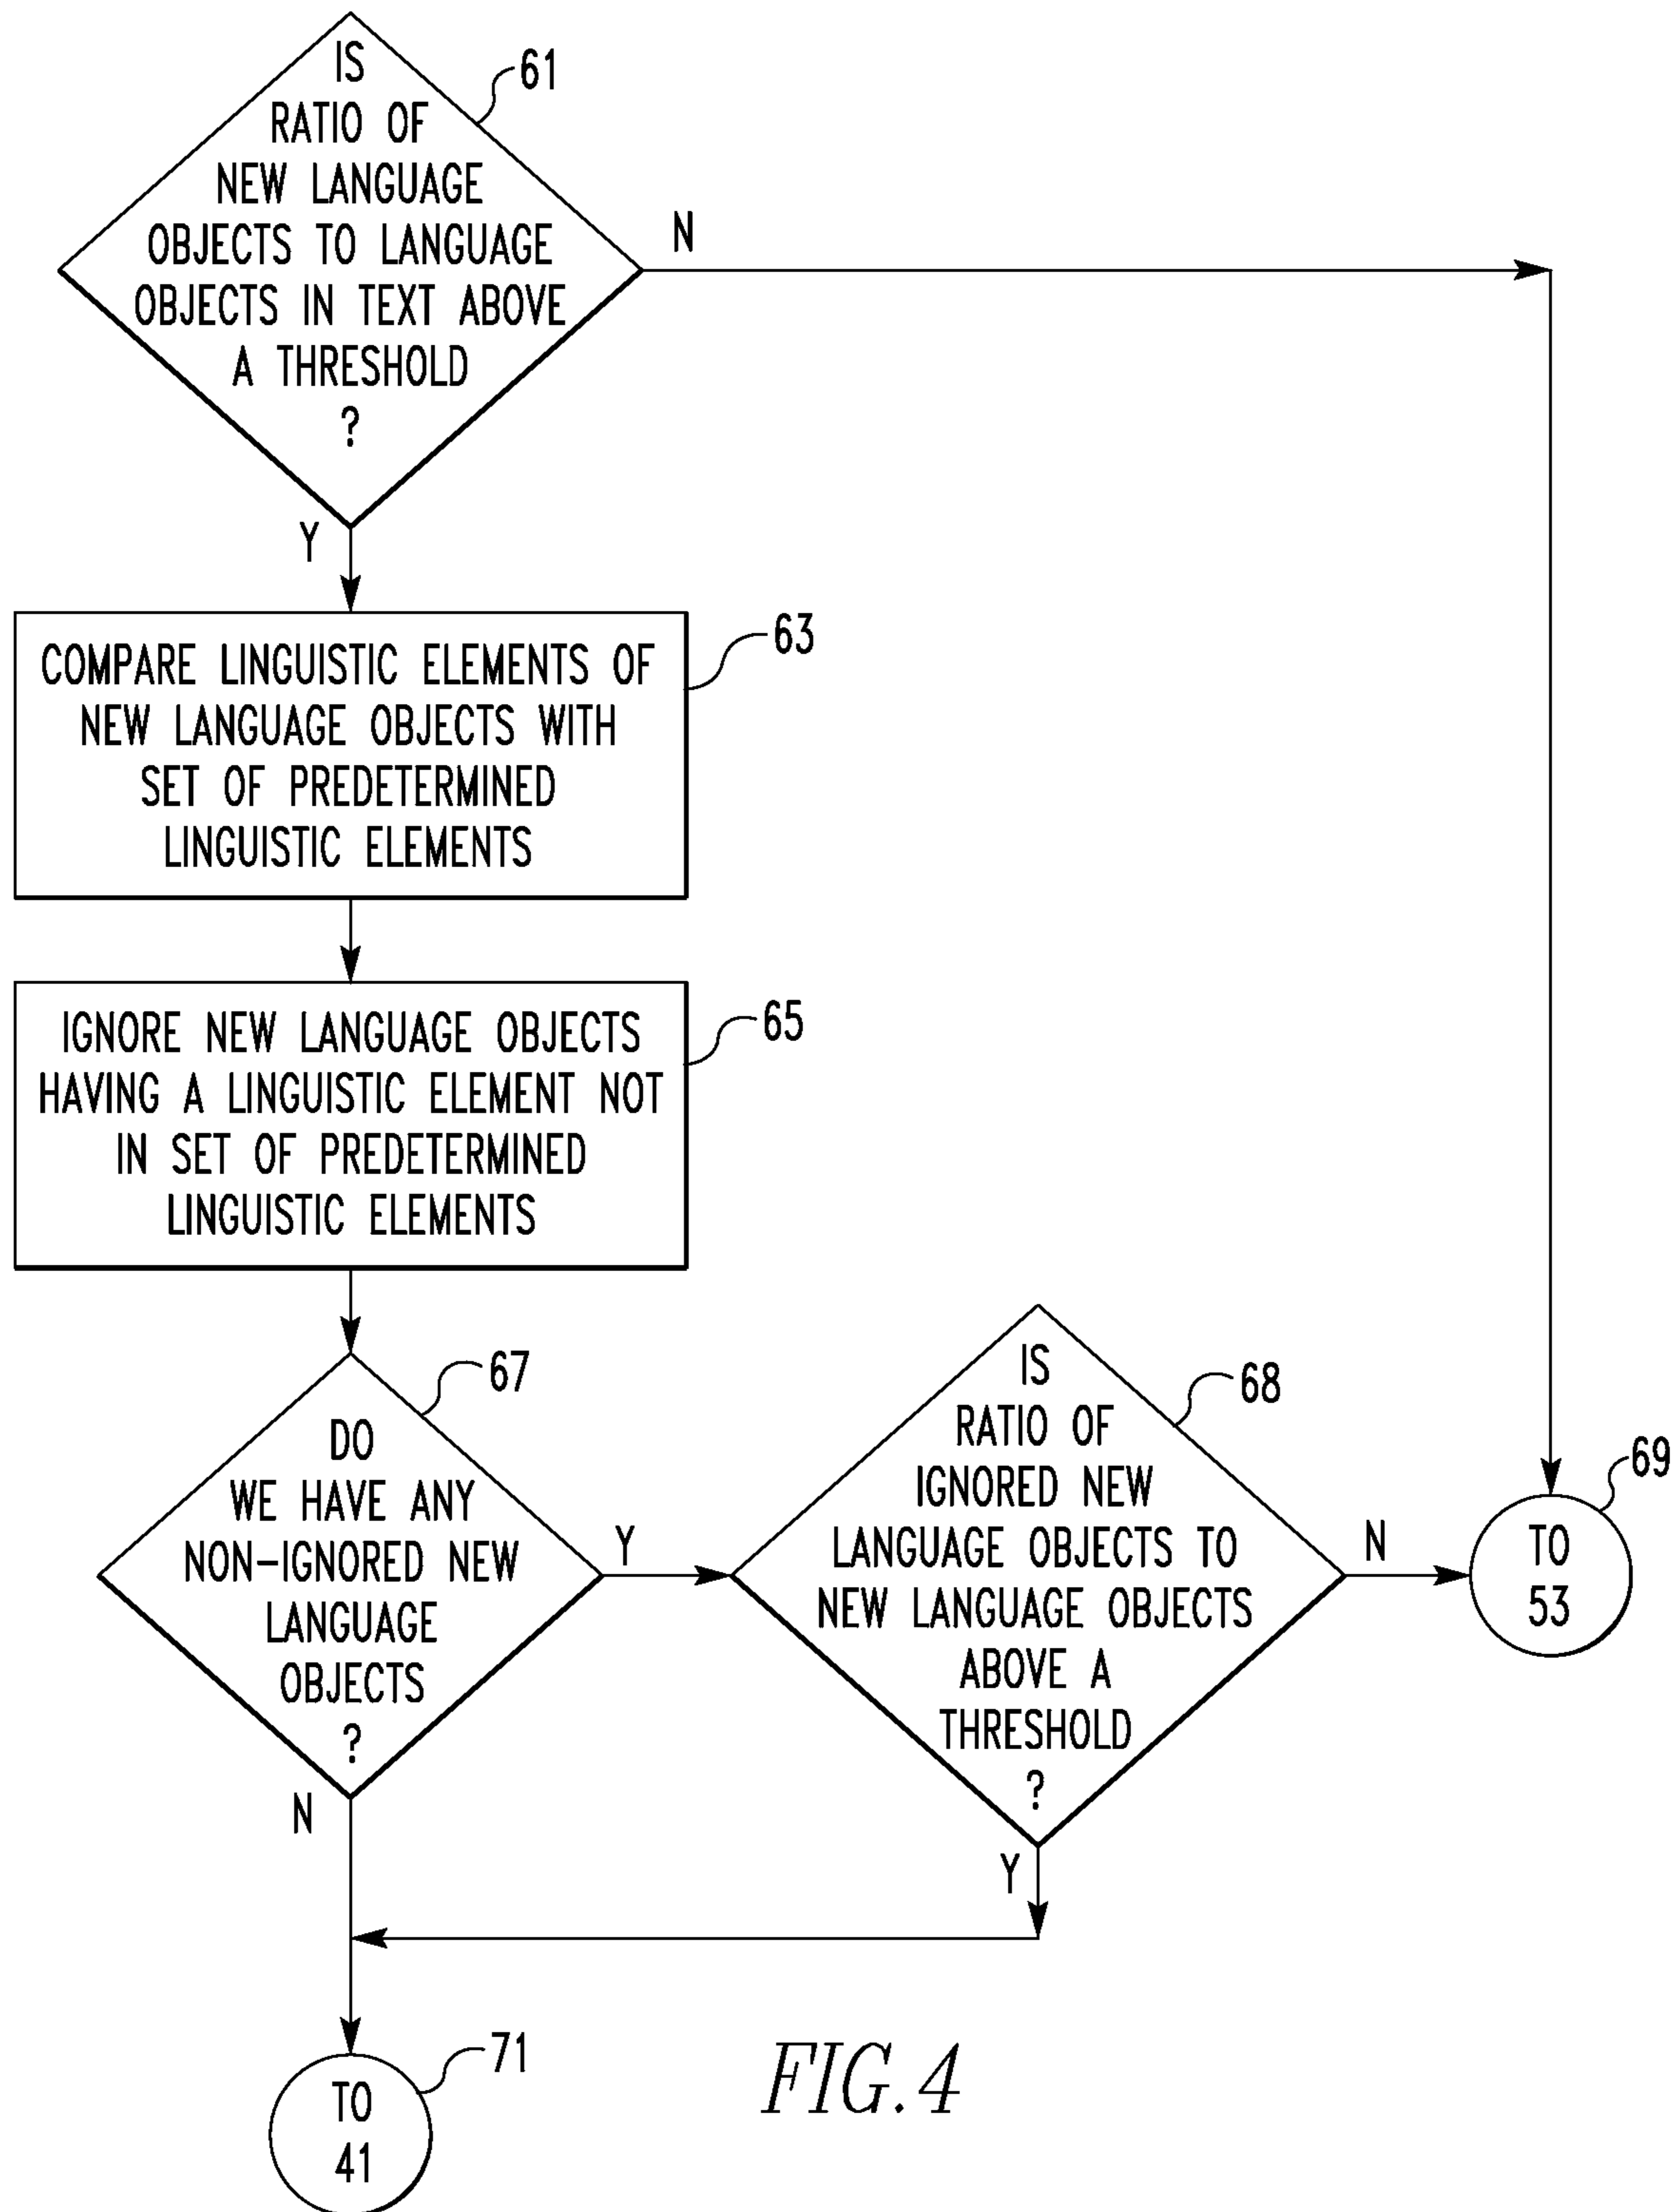 IS
RATIO OF
NEW LANGUAGE
OBJECTS TO LANGUAGE
OBJECTS IN TEXT ABOVE
A THRESHOLD
?
61
N
Y
COMPARE LINGUISTIC ELEMENTS OF
NEW LANGUAGE OBJECTS WITH
SET OF PREDETERMINED
LINGUISTIC ELEMENTS
63
IGNORE NEW LANGUAGE OBJECTS
HAVING A LINGUISTIC ELEMENT NOT
IN SET OF PREDETERMINED
LINGUISTIC ELEMENTS
65
DO
WE HAVE ANY
NON-IGNORED NEW
LANGUAGE
OBJECTS
?
67
Y
N
IS
RATIO OF
IGNORED NEW
LANGUAGE OBJECTS TO
NEW LANGUAGE OBJECTS
ABOVE A
THRESHOLD
?
68
N
Y
TO
53
69
TO
41
71
FIG.4